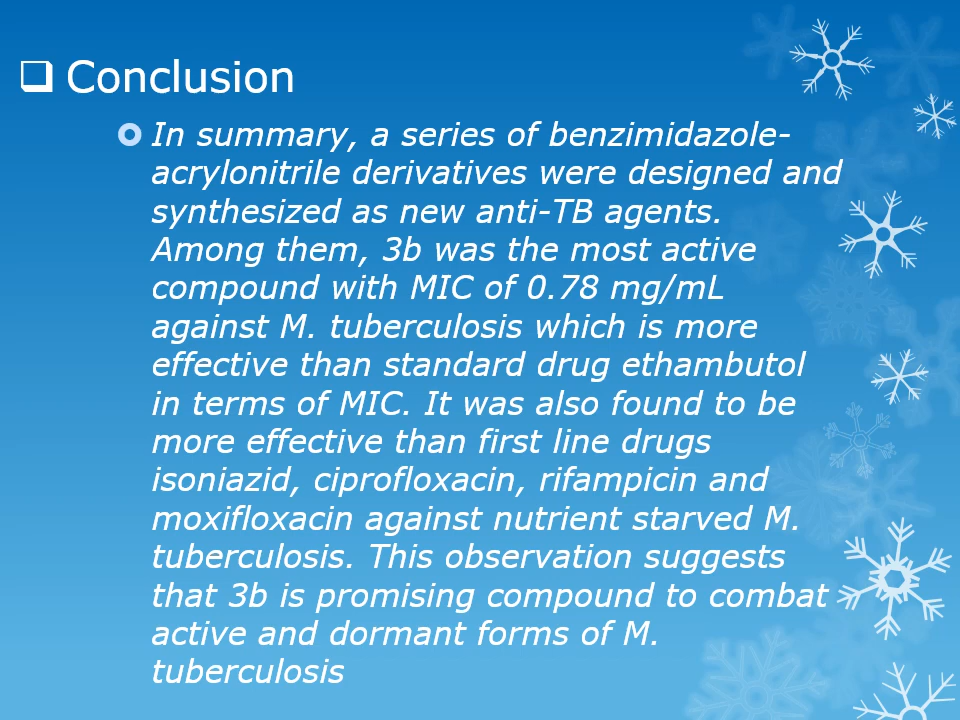 Conclusion
In summary, a series of benzimidazole-
acrylonitrile derivatives were designed and
synthesized as new anti-TB agents.
Among them, 3b was the most active
compound with MIC of 0.78 mg/mL
against M. tuberculosis which is more
effective than standard drug ethambutol
in terms of MIC. It was also found to be
more effective than first line drugs
isoniazid, ciprofloxacin, rifampicin and
moxifloxacin against nutrient starved M.
tuberculosis. This observation suggests
that 3b is promising compound to combat
active and dormant forms of M.
tuberculosis